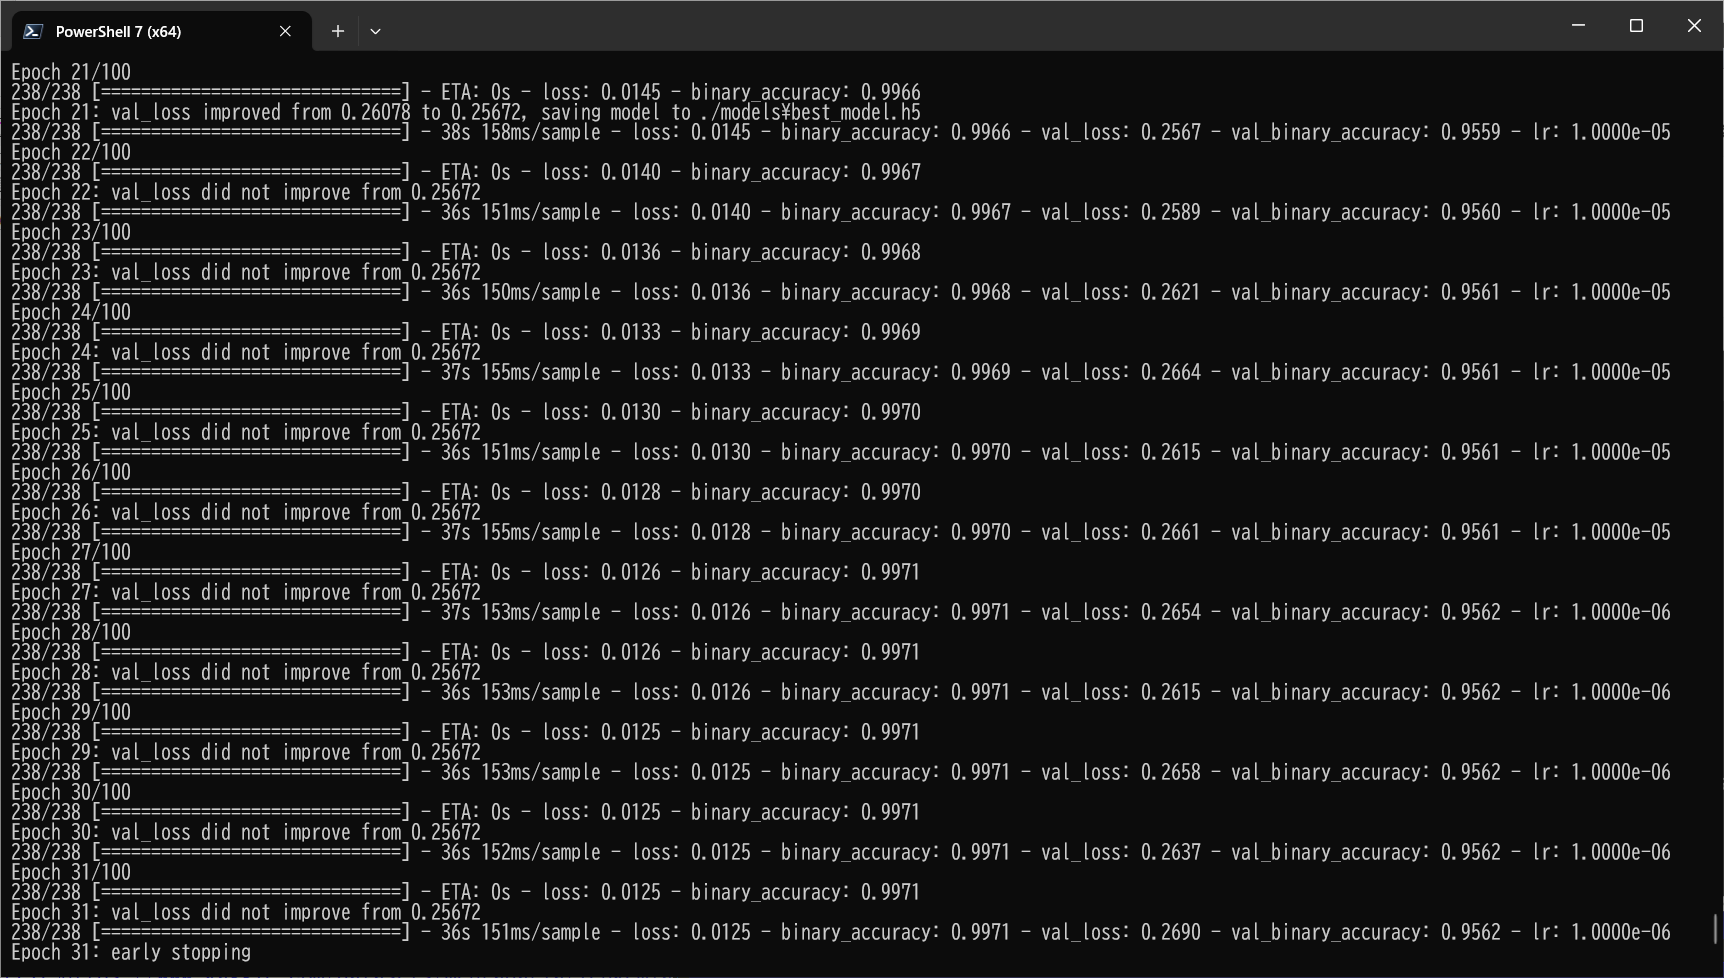 PowerShell 7 (x64)
Epoch 21/100
238/238 [==============================] - ETA: 0s - loss: 0.0145 - binary_accuracy: 0.9966
Epoch 21: val_loss improved from 0.26078 to 0.25672, saving model to ./models¥best_model.h5
238/238 [==============================] - 38s 158ms/sample - loss: 0.0145 - binary_accuracy: 0.9966 - val_loss: 0.2567 - val_binary_accuracy: 0.9559 - lr: 1.0000e-05
Epoch 22/100
238/238 [==============================] - ETA: 0s - loss: 0.0140 - binary_accuracy: 0.9967
Epoch 22: val_loss did not improve from 0.25672
238/238 [==============================] - 36s 151ms/sample - loss: 0.0140 - binary_accuracy: 0.9967 - val_loss: 0.2589 - val_binary_accuracy: 0.9560 - lr: 1.0000e-05
Epoch 23/100
238/238 [==============================] - ETA: 0s - loss: 0.0136 - binary_accuracy: 0.9968
Epoch 23: val_loss did not improve from 0.25672
238/238 [==============================] - 36s 150ms/sample - loss: 0.0136 - binary_accuracy: 0.9968 - val_loss: 0.2621 - val_binary_accuracy: 0.9561 - lr: 1.0000e-05
Epoch 24/100
238/238 [==============================] - ETA: 0s - loss: 0.0133 - binary_accuracy: 0.9969
Epoch 24: val_loss did not improve from 0.25672
238/238 [==============================] - 37s 155ms/sample - loss: 0.0133 - binary_accuracy: 0.9969 - val_loss: 0.2664 - val_binary_accuracy: 0.9561 - lr: 1.0000e-05
Epoch 25/100
238/238 [==============================] - ETA: 0s - loss: 0.0130 - binary_accuracy: 0.9970
Epoch 25: val_loss did not improve from 0.25672
238/238 [==============================] - 36s 151ms/sample - loss: 0.0130 - binary_accuracy: 0.9970 - val_loss: 0.2615 - val_binary_accuracy: 0.9561 - lr: 1.0000e-05
Epoch 26/100
238/238 [==============================] - ETA: 0s - loss: 0.0128 - binary_accuracy: 0.9970
Epoch 26: val_loss did not improve from 0.25672
238/238 [==============================] - 37s 155ms/sample - loss: 0.0128 - binary_accuracy: 0.9970 - val_loss: 0.2661 - val_binary_accuracy: 0.9561 - lr: 1.0000e-05
Epoch 27/100
238/238 [==============================] - ETA: 0s - loss: 0.0126 - binary_accuracy: 0.9971
Epoch 27: val_loss did not improve from 0.25672
238/238 [==============================] - 37s 153ms/sample - loss: 0.0126 - binary_accuracy: 0.9971 - val_loss: 0.2654 - val_binary_accuracy: 0.9562 - lr: 1.0000e-06
Epoch 28/100
238/238 [==============================] - ETA: 0s - loss: 0.0126 - binary_accuracy: 0.9971
Epoch 28: val_loss did not improve from 0.25672
238/238 [==============================] - 36s 153ms/sample - loss: 0.0126 - binary_accuracy: 0.9971 - val_loss: 0.2615 - val_binary_accuracy: 0.9562 - lr: 1.0000e-06
Epoch 29/100
238/238 [==============================] - ETA: 0s - loss: 0.0125 - binary_accuracy: 0.9971
Epoch 29: val_loss did not improve from 0.25672
238/238 [==============================] - 36s 153ms/sample - loss: 0.0125 - binary_accuracy: 0.9971 - val_loss: 0.2658 - val_binary_accuracy: 0.9562 - lr: 1.0000e-06
Epoch 30/100
238/238 [==============================] - ETA: 0s - loss: 0.0125 - binary_accuracy: 0.9971
Epoch 30: val_loss did not improve from 0.25672
238/238 [==============================] - 36s 152ms/sample - loss: 0.0125 - binary_accuracy: 0.9971 - val_loss: 0.2637 - val_binary_accuracy: 0.9562 - lr: 1.0000e-06
Epoch 31/100
238/238 [==============================] - ETA: 0s - loss: 0.0125 - binary_accuracy: 0.9971
Epoch 31: val_loss did not improve from 0.25672
238/238 [==============================] - 36s 151ms/sample - loss: 0.0125 - binary_accuracy: 0.9971 - val_loss: 0.2690 - val_binary_accuracy: 0.9562 - lr: 1.0000e-06
Epoch 31: early stopping